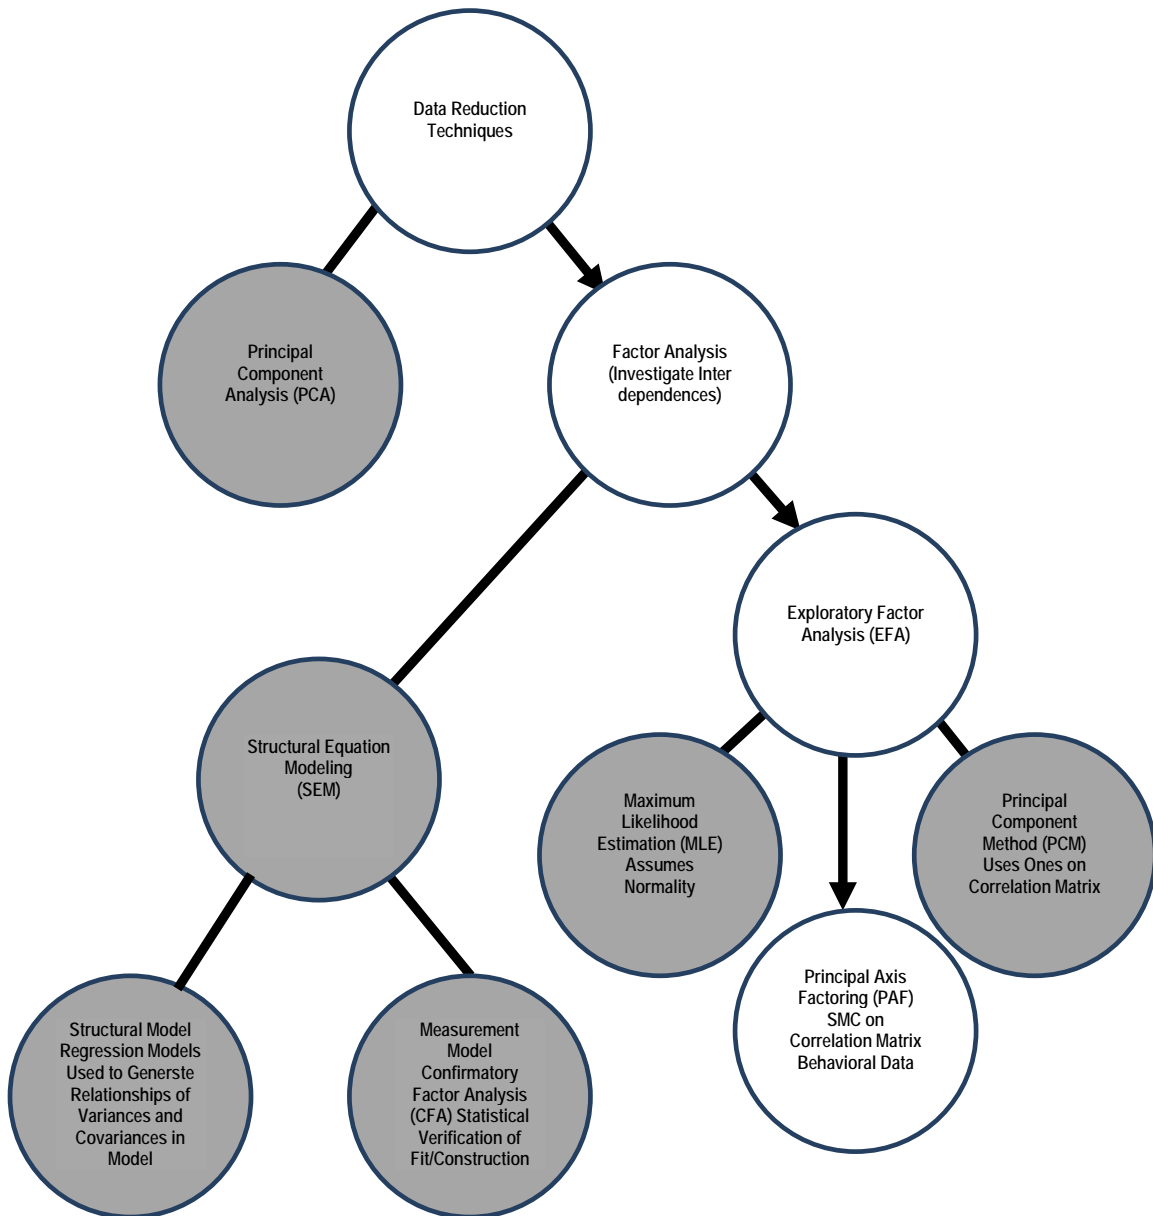 Data Reduction
Techniques
Principal
Component
Analysis (PCA)
Factor Analysis
(Investigate Inter
dependences)
Exploratory Factor
Analysis (EFA)
Structural Equation
Modeling
(SEM)
Maximum
Likelihood
Estimation (MLE)
Assumes
Normality
Principal
Component
Method (PCM)
Uses Ones on
Correlation Matrix
Principal Axis
Factoring (PAF)
SMC on
Correlation Matrix
Behavioral Data
Structural Model
Regression Models
Used to Generste
Relationships of
Variances and
Covariances in
Model
Measurement
Model
Confirmatory
Factor Analysis
(CFA) Statistical
Verification of
Fit/Construction